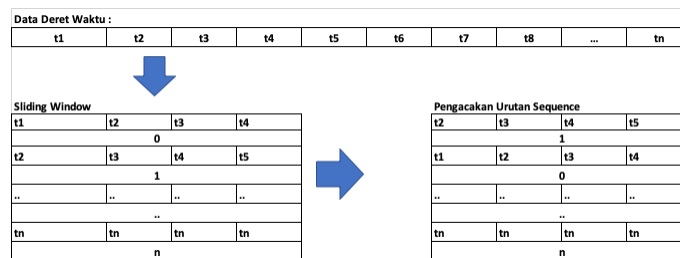 Data Deret Waktu :
t1 t2 t3 t4 t5 t6 t7 t8 ... tn
Sliding Window
t1 t2 t3 t4
0
t2 t3 t4 t5
1
.. .. .. ..
..
tn tn tn tn
n
Pengacakan Urutan Sequence
t2 t3 t4 t5
1
t1 t2 t3 t4
0
.. .. .. ..
..
tn tn tn tn
n